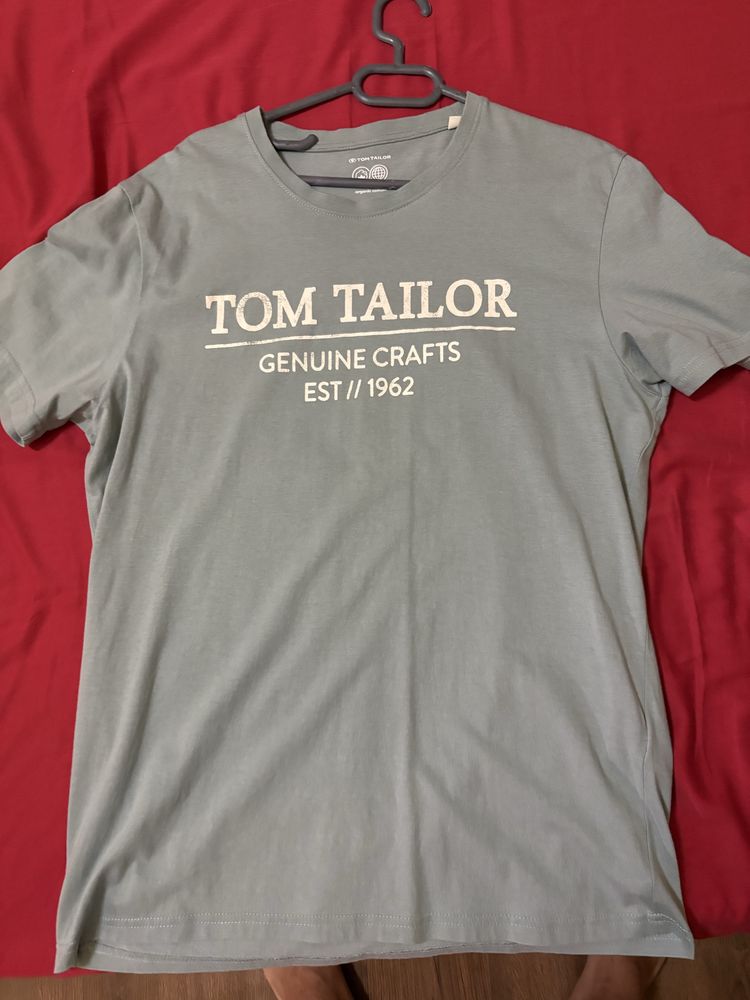 TOM TAILOR
TOM TAILOR
GENUINE CRAFTS
EST // 1962